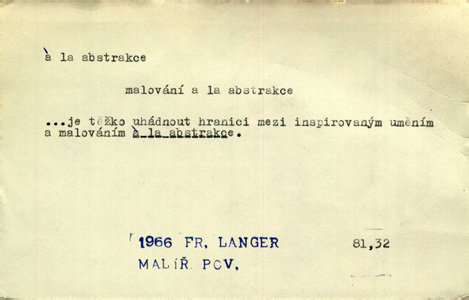 à la abstrakce
malování a la abstrakce
...je těžko uhádnout hranici mezi inspirovaným uměním
a malováním à la abstrakce.
1966 FR. LANGER 81,32
MALÍŘ. POV.